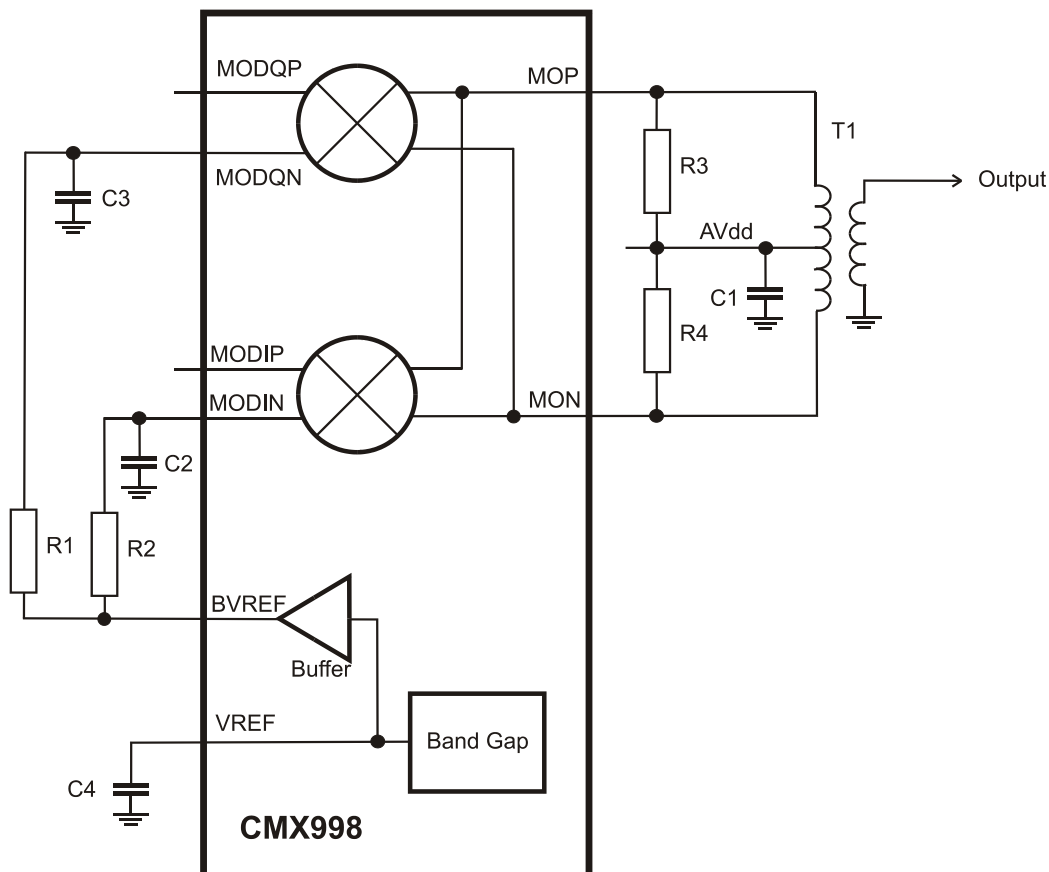 MODQP
MOP
T1
R3
MODQN
C3
Output
AVdd
C1
R4
MODIP
MODIN
MON
C2
R1
R2
BVREF
Buffer
VREF
Band Gap
C4
CMX998